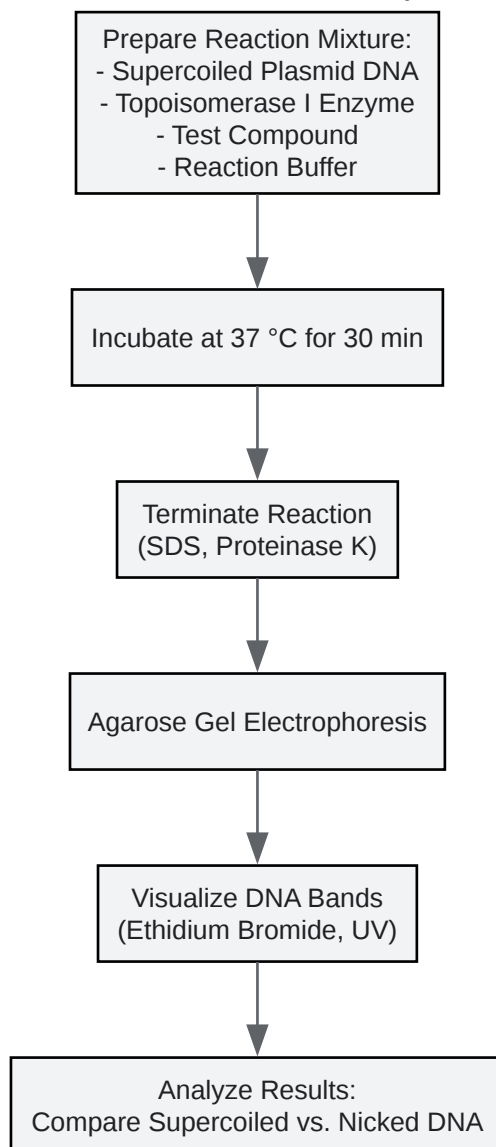 Prepare Reaction Mixture:
- Supercoiled Plasmid DNA
- Topoisomerase I Enzyme
- Test Compound
- Reaction Buffer
Incubate at 37 °C for 30 min
Terminate Reaction
(SDS, Proteinase K)
Agarose Gel Electrophoresis
Visualize DNA Bands
(Ethidium Bromide, UV)
Analyze Results:
Compare Supercoiled vs. Nicked DNA